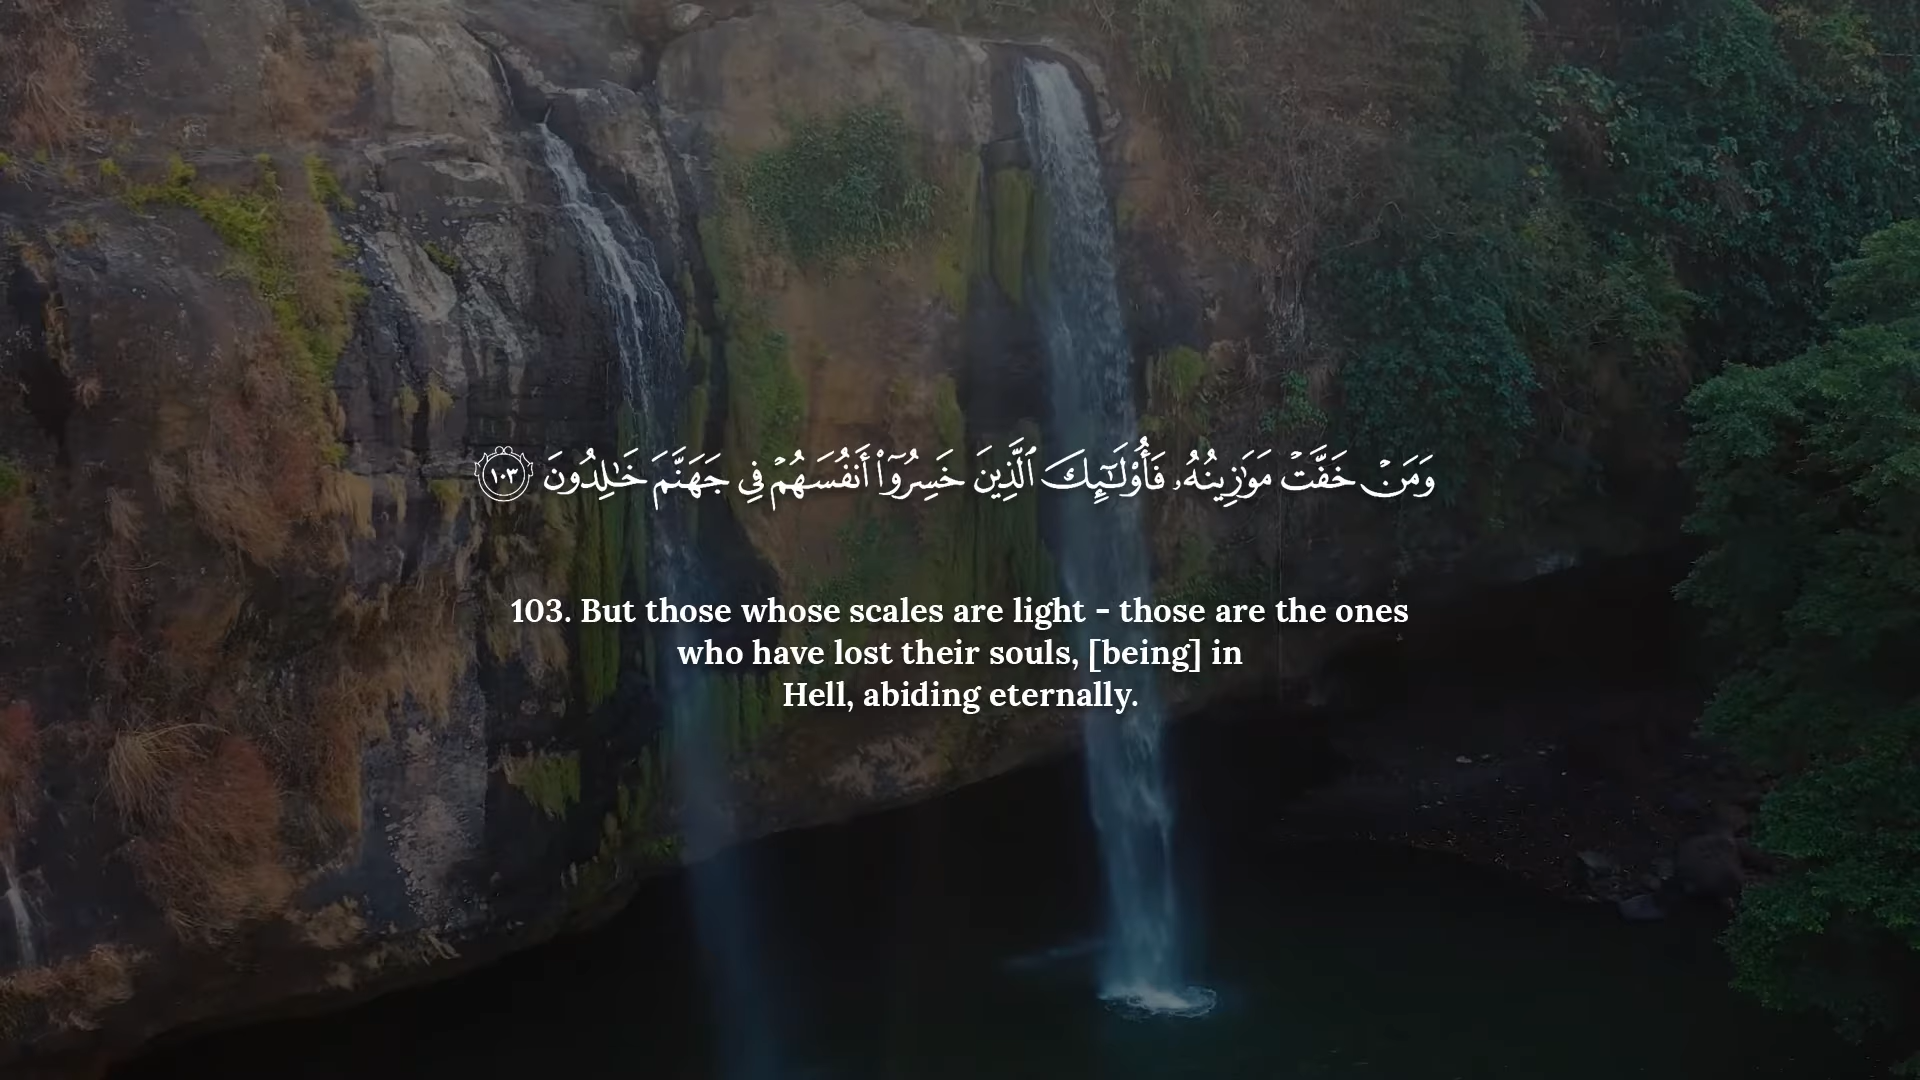 وَمَنْ خَفَّتْ مَوَٰزِينُهُۥ فَأُو۟لَـٰٓئِكَ ٱلَّذِينَ خَسِرُوٓا۟ أَنفُسَهُمْ فِى جَهَنَّمَ خَـٰلِدُونَ ١٠٣
103. But those whose scales are light - those are the ones
who have lost their souls, [being] in
Hell, abiding eternally.